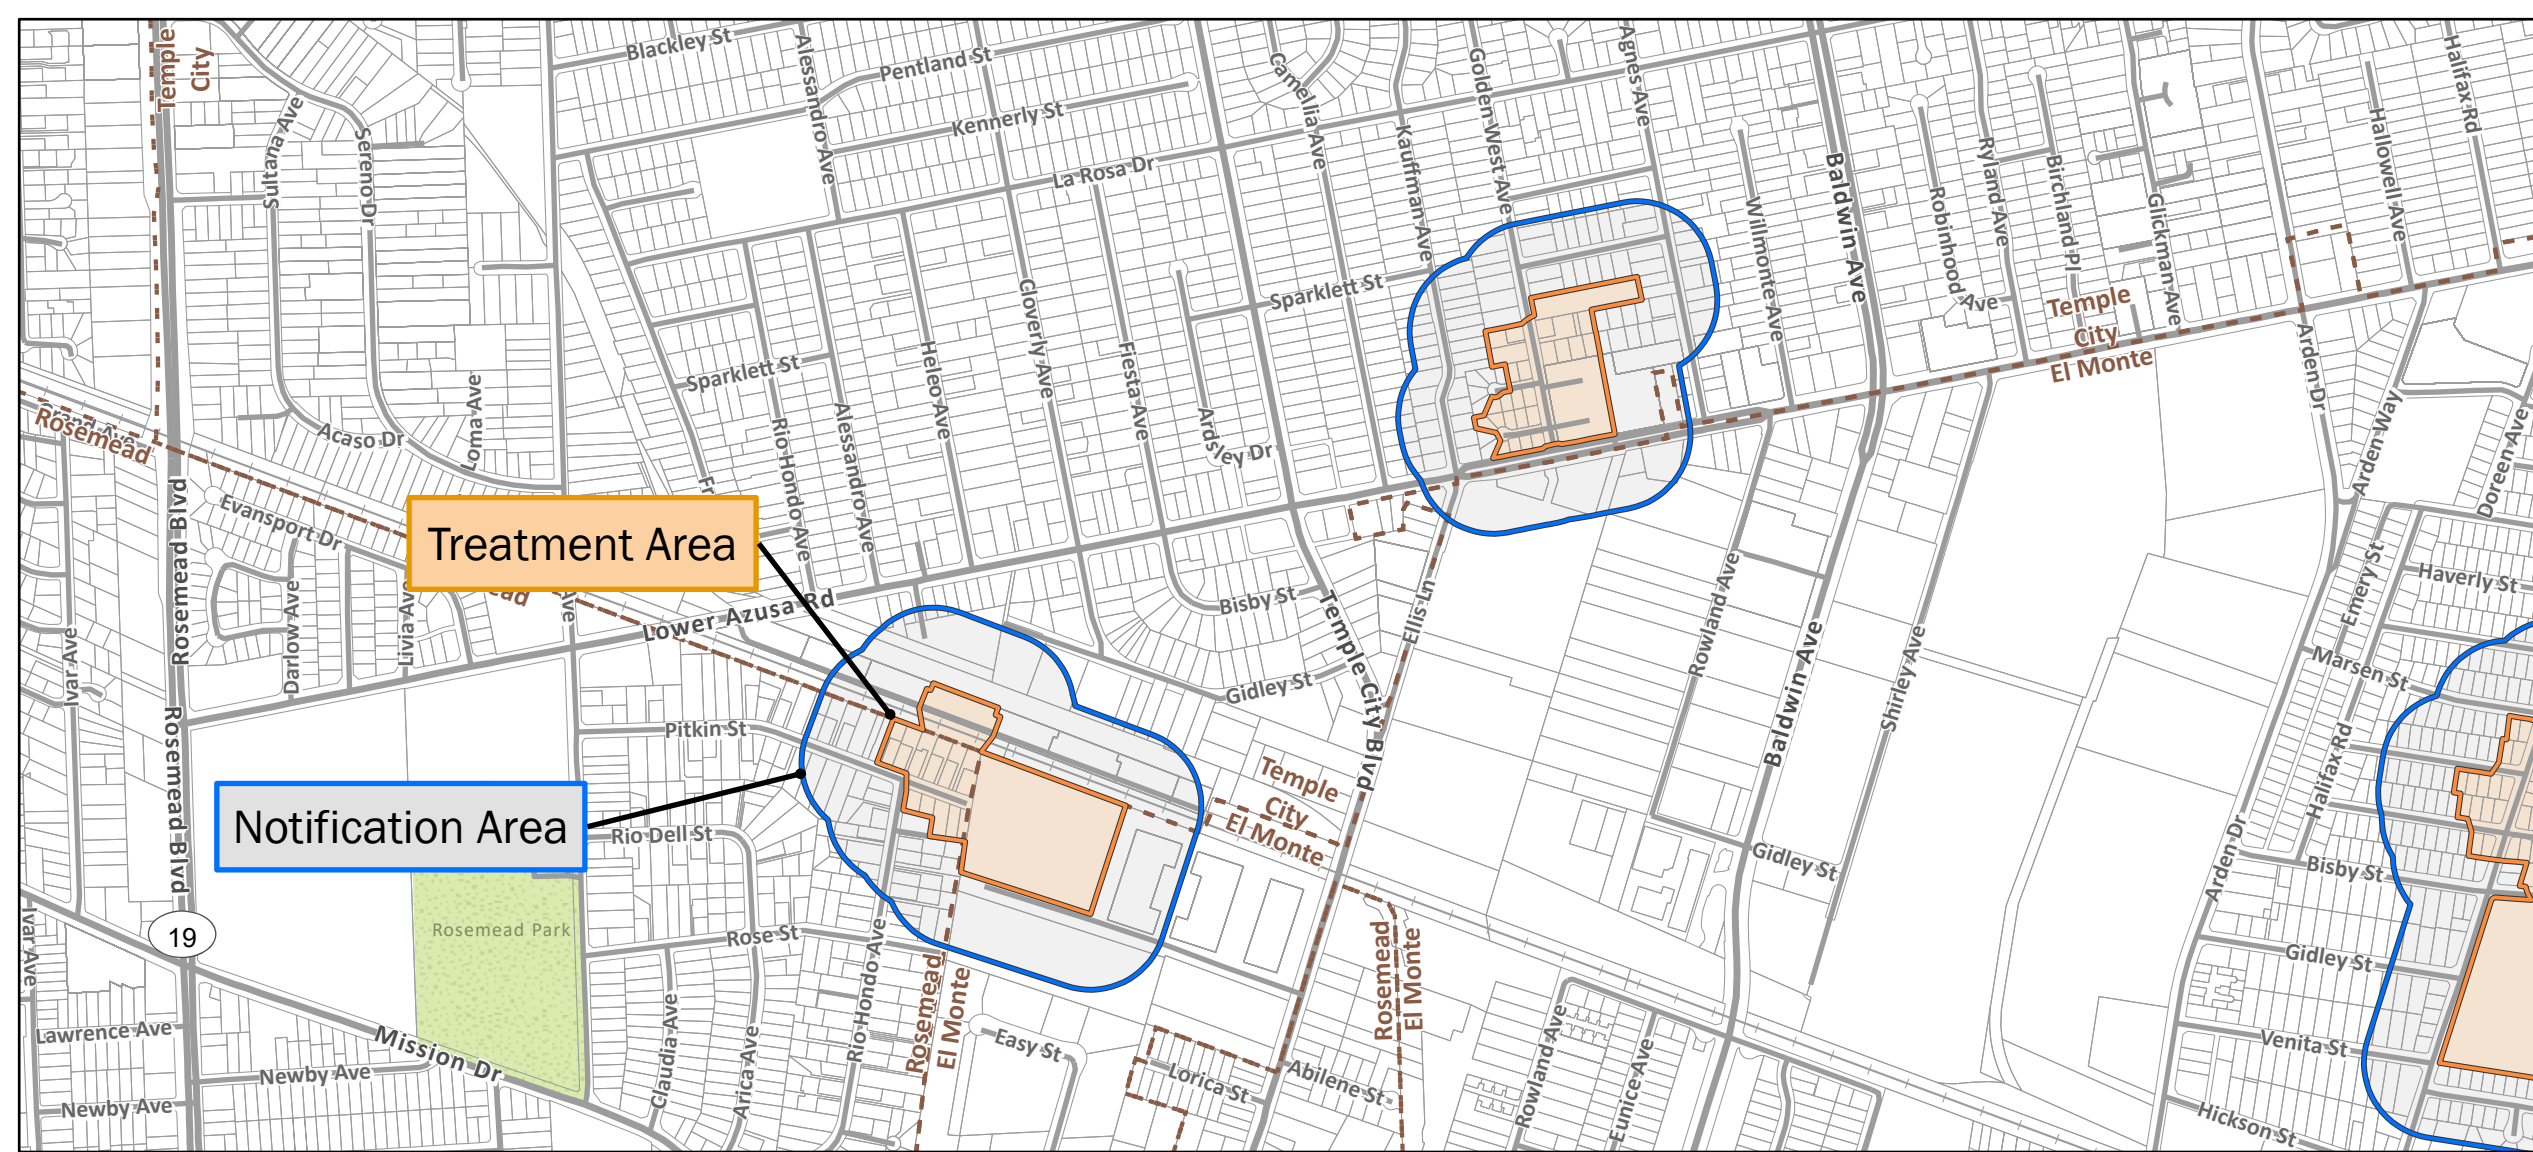 Temple
City
Blackley St
Alessandro Ave
Pentland St
Camellia Ave
Golden West Ave
Agnes Ave
Halifax Rd
Sultana Ave
Sereno Dr
Kennerly St
La Rosa Dr
Kauffman Ave
Baldwin Ave
Willmonte Ave
Robinhood Ave
Ryland Ave
Birchland Pl
Glickman Ave
Hallowell Ave
Sparklett St
Cloverly Ave
Heleo Ave
Fiesta Ave
Ardsley Dr
Temple
City
El Monte
Arden Dr
Arden Way
Doreen Ave
Sparklett St
Rio Hondo Ave
Alessandro Ave
Loma Ave
Acaso Dr
Grand Ave
Rosemead
Rosemead Blvd
Evansport Dr
Treatment Area
Darlow Ave
Livia Ave
Ave
Lower Azusa Rd
Bisby St
Temple City Blvd
Ellis Ln
Rowland Ave
Baldwin Ave
Shirley Ave
Emery St
Haverly St
Marsen St
Halifax Rd
Ivar Ave
Rosemead Blvd
Pitkin St
Gidley St
Notification Area
Rio Dell St
Temple
City
El Monte
Gidley St
Arden Dr
Bisby St
Gidley St
Venita St
Hickson St
Ivar Ave
19
Rosemead Park
Rose St
Rio Hondo Ave
Rosemead
El Monte
Rosemead
El Monte
Lawrence Ave
Newby Ave
Newby Ave
Mission Dr
Claudia Ave
Arica Ave
Easy St
Lorica St
Abilene St
Rowland Ave
Eunice Ave